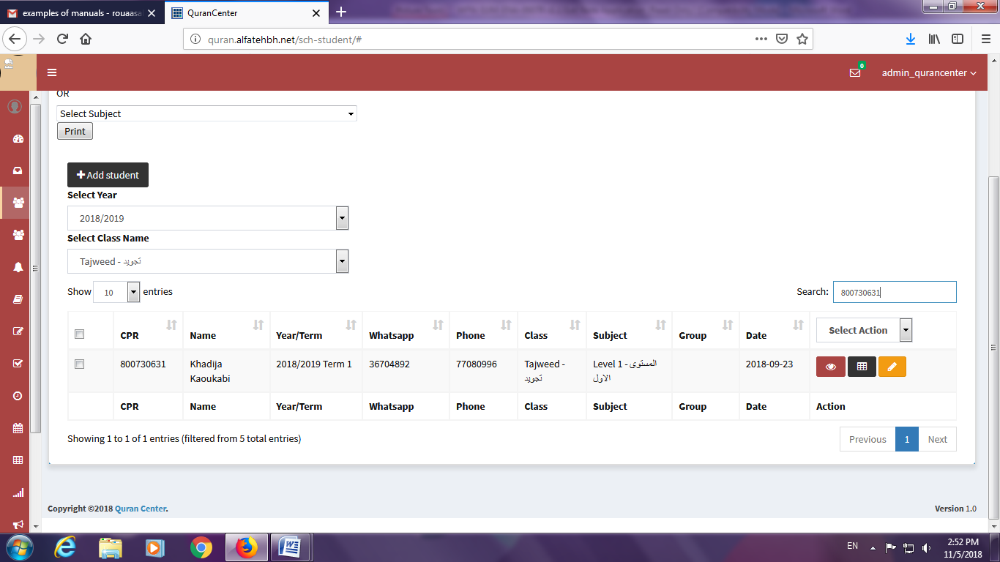 examples of manuals - rouaasa
QuranCenter
quran.alfatehbh.net/sch-student/#
0
admin_qurancenter
OR
Select Subject
Print
Add student
Select Year
2018/2019
Select Class Name
Tajweed - تجويد
Show 10 entries
Search: 800730631
CPR Name Year/Term Whatsapp Phone Class Subject Group Date Select Action
800730631 Khadija 2018/2019 Term 1 36704892 77080996 Tajweed - Level 1 - المستوى 2018-09-23
Kaoukabi تجويد الاول
CPR Name Year/Term Whatsapp Phone Class Subject Group Date Action
Showing 1 to 1 of 1 entries (filtered from 5 total entries)
Previous 1 Next
Copyright ©2018 Quran Center.
Version 1.0
EN
2:52 PM
11/5/2018